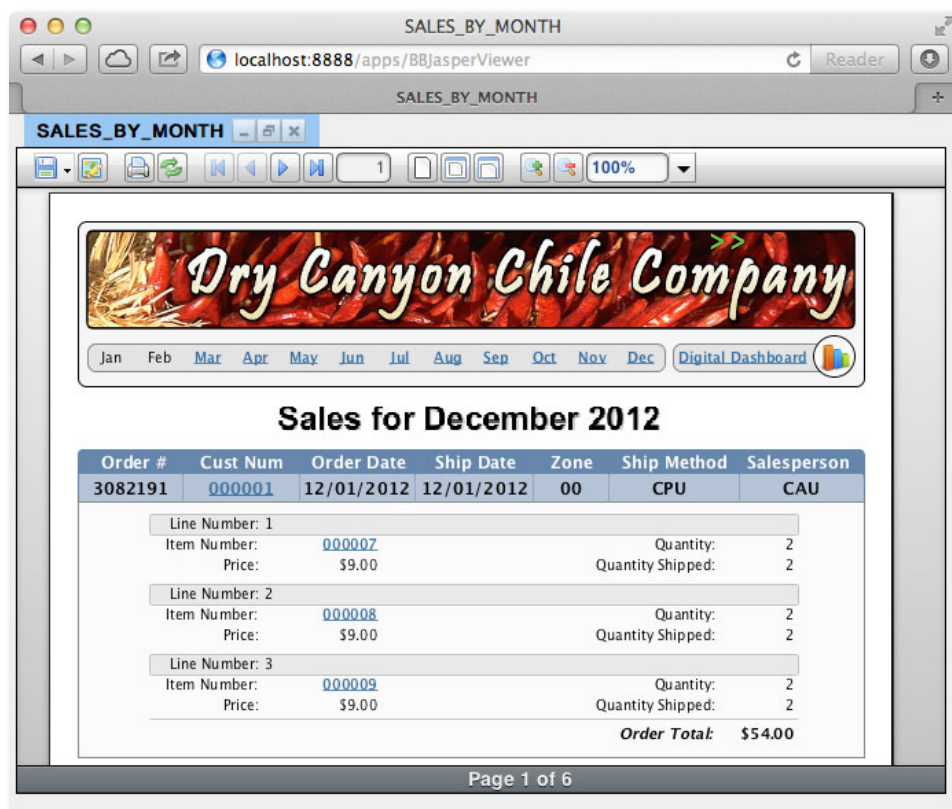 SALES_BY_MONTH
localhost:8888/apps/BBJasperViewer
Reader
SALES_BY_MONTH
SALES_BY_MONTH
1
100%
>>
Dry Canyon Chile Company
Jan Feb Mar Apr May Jun Jul Aug Sep Oct Nov Dec Digital Dashboard
Sales for December 2012
Order # Cust Num Order Date Ship Date Zone Ship Method Salesperson
3082191 000001 12/01/2012 12/01/2012 00 CPU CAU
Line Number: 1
Item Number: 000007 Quantity: 2
Price: $9.00 Quantity Shipped: 2
Line Number: 2
Item Number: 000008 Quantity: 2
Price: $9.00 Quantity Shipped: 2
Line Number: 3
Item Number: 000009 Quantity: 2
Price: $9.00 Quantity Shipped: 2
Order Total: $54.00
Page 1 of 6